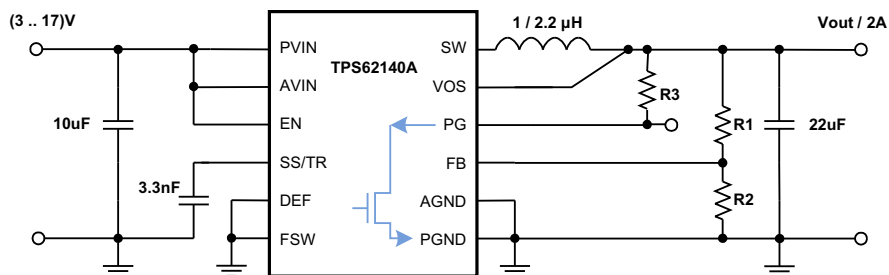 (3 .. 17)V
1 / 2.2 µH
Vout / 2A
PVIN
SW
TPS62140A
AVIN
VOS
R3
10uF
EN
PG
R1
22uF
SS/TR
FB
3.3nF
DEF
AGND
R2
FSW
PGND